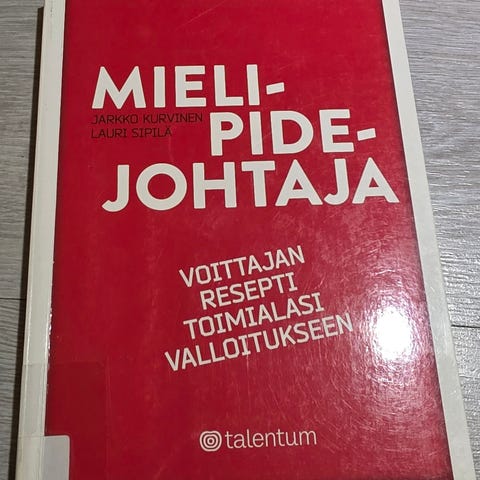 MIELI-
JARKKO KURVINEN
LAURI SIPILÄ
PIDE-
JOHTAJA
VOITTAJAN
RESEPTI
TOIMIALASI
VALLOITUKSEEN
talentum